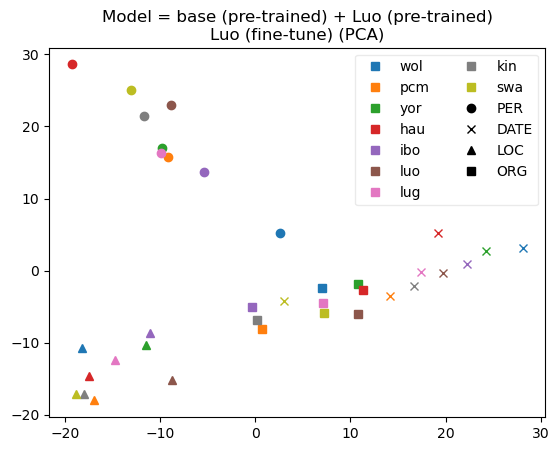 Model = base (pre-trained) + Luo (pre-trained)
Luo (fine-tune) (PCA)
30
20
10
0
−10
−20
−20
−10
0
10
20
30
wol
pcm
yor
hau
ibo
luo
lug
kin
swa
PER
DATE
LOC
ORG